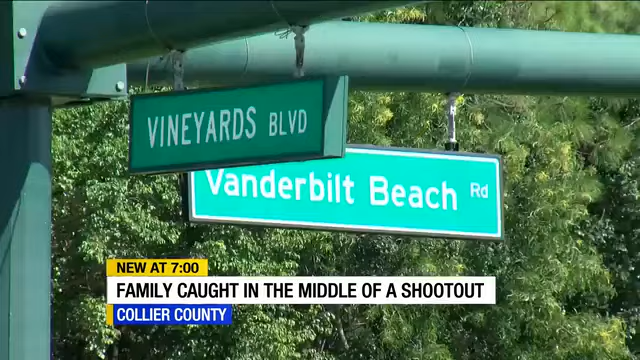 VINEYARDS BLVD
Vanderbilt Beach Rd
NEW AT 7:00
FAMILY CAUGHT IN THE MIDDLE OF A SHOOTOUT
COLLIER COUNTY